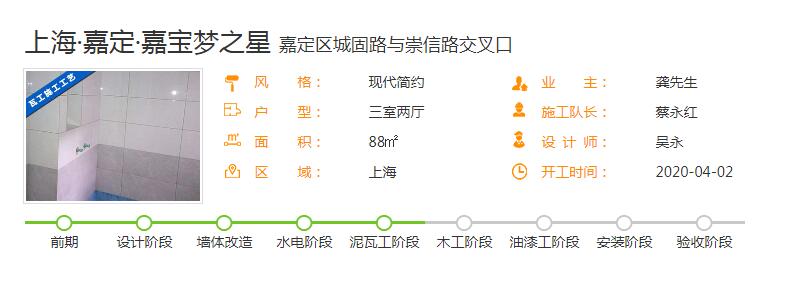 上海·嘉定·嘉宝梦之星 嘉定区城固路与崇信路交叉口
瓦工施工工艺
风 格： 现代简约
业 主： 龚先生
户 型： 三室两厅
施工队长： 蔡永红
面 积： 88㎡
设 计 师： 吴永
区 域： 上海
开工时间： 2020-04-02
前期 设计阶段 墙体改造 水电阶段 泥瓦工阶段 木工阶段 油漆工阶段 安装阶段 验收阶段